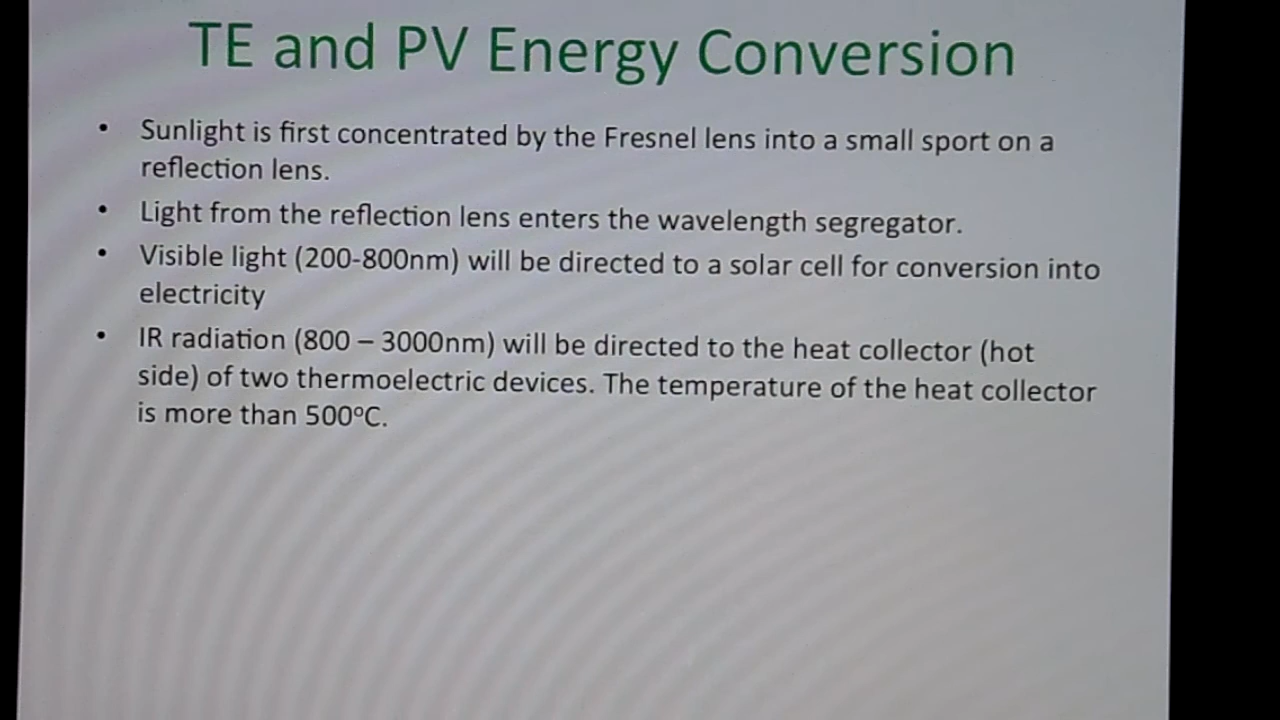 TE and PV Energy Conversion
• Sunlight is first concentrated by the Fresnel lens into a small sport on a
reflection lens.
• Light from the reflection lens enters the wavelength segregator.
• Visible light (200-800nm) will be directed to a solar cell for conversion into
electricity
• IR radiation (800 – 3000nm) will be directed to the heat collector (hot
side) of two thermoelectric devices. The temperature of the heat collector
is more than 500°C.